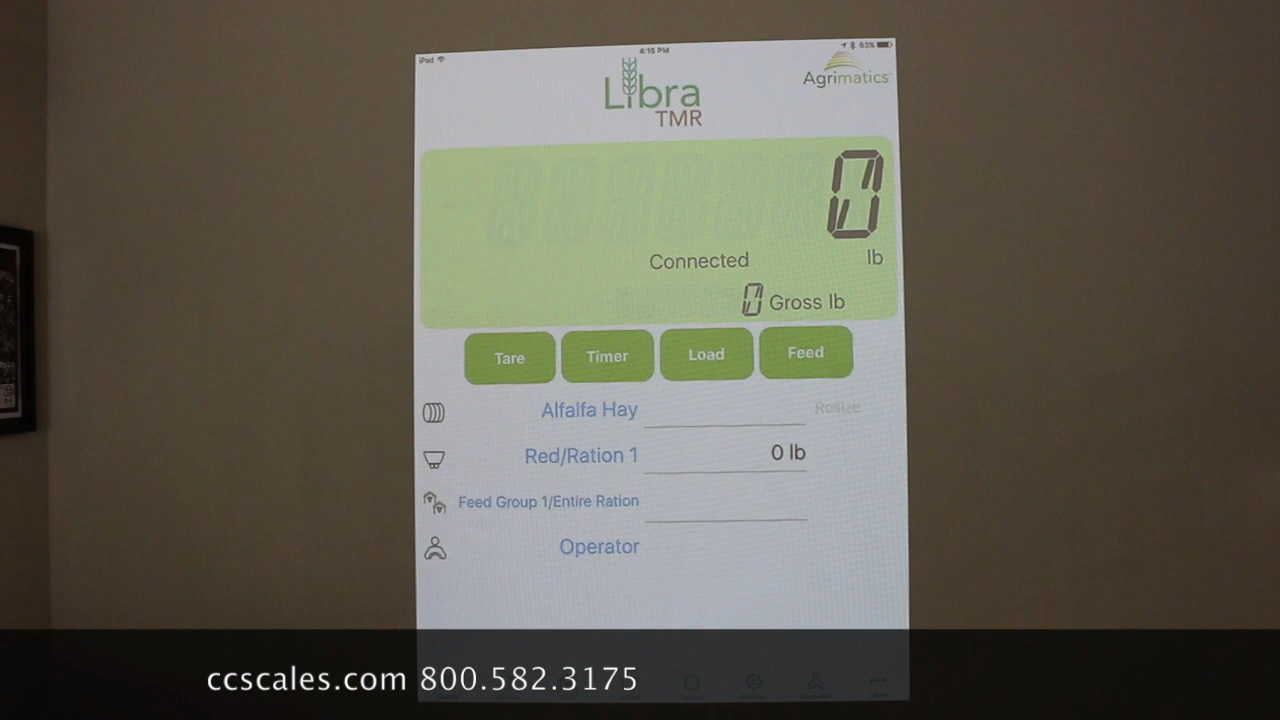 4:15 PM
iPad
83%
Libra
TMR
Agrimatics
0
Connected lb
0 Gross lb
Tare Timer Load Feed
Alfalfa Hay Resize
Red/Ration 1 0 lb
Feed Group 1/Entire Ration
Operator
ccscales.com 800.582.3175